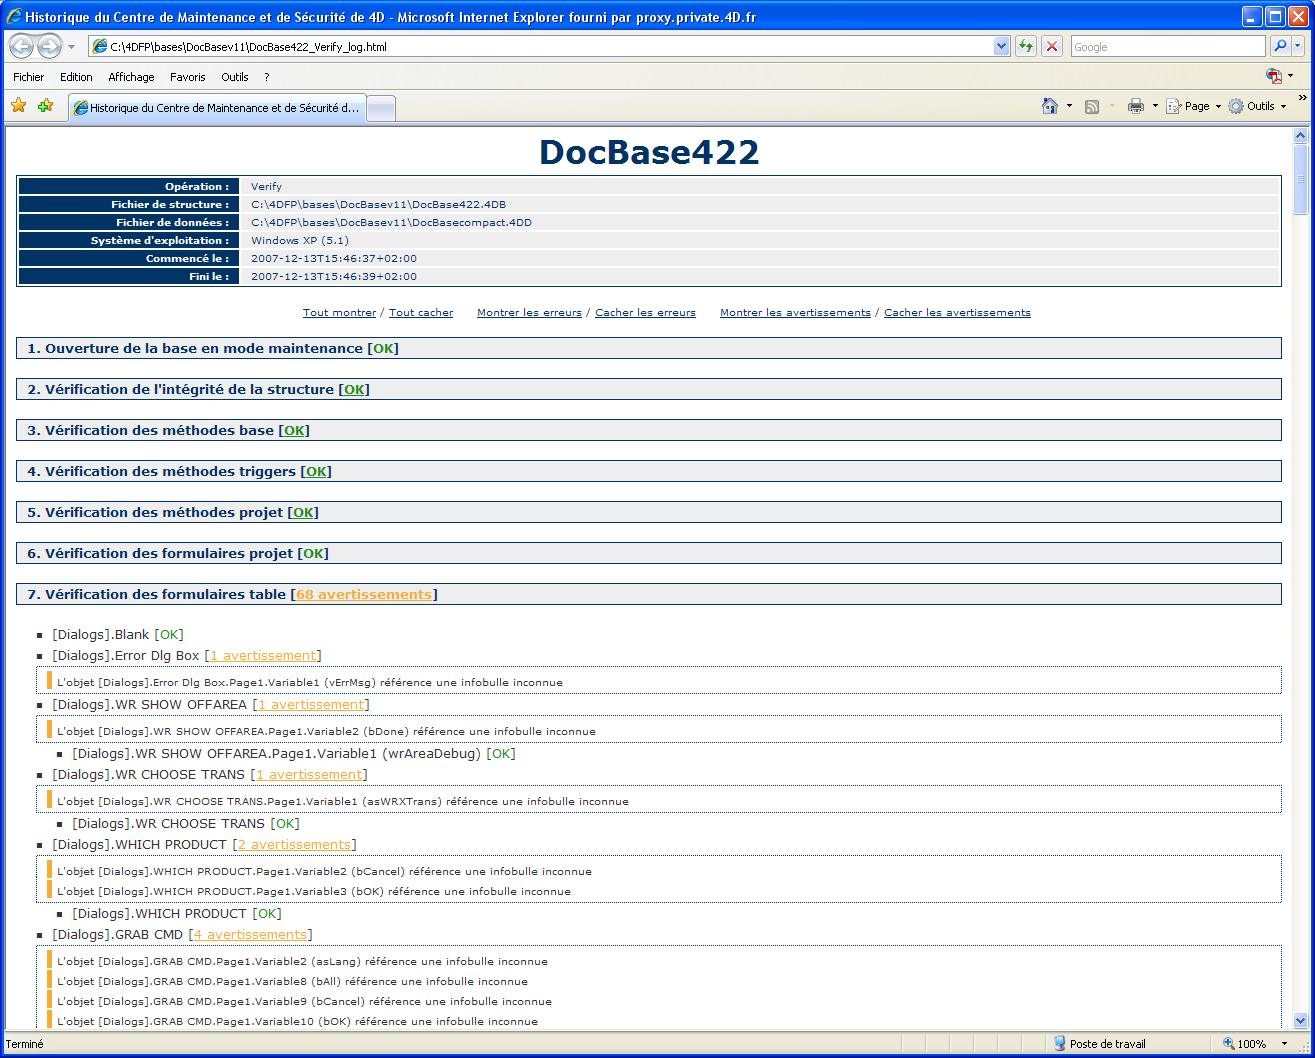 Historique du Centre de Maintenance et de Sécurité de 4D - Microsoft Internet Explorer fourni par proxy.private.4D.fr
C:\4DFP\bases\DocBasev11\DocBase422_Verify_log.html
Google
Fichier Edition Affichage Favoris Outils ?
Historique du Centre de Maintenance et de Sécurité d...
Page Outils »
DocBase422
Opération : Verify
Fichier de structure : C:\4DFP\bases\DocBasev11\DocBase422.4DB
Fichier de données : C:\4DFP\bases\DocBasev11\DocBasecompact.4DD
Système d'exploitation : Windows XP (5.1)
Commencé le : 2007-12-13T15:46:37+02:00
Fini le : 2007-12-13T15:46:39+02:00
Tout montrer / Tout cacher Montrer les erreurs / Cacher les erreurs Montrer les avertissements / Cacher les avertissements
1. Ouverture de la base en mode maintenance [OK]
2. Vérification de l'intégrité de la structure [OK]
3. Vérification des méthodes base [OK]
4. Vérification des méthodes triggers [OK]
5. Vérification des méthodes projet [OK]
6. Vérification des formulaires projet [OK]
7. Vérification des formulaires table [68 avertissements]
[Dialogs].Blank [OK]
[Dialogs].Error Dlg Box [1 avertissement]
L'objet [Dialogs].Error Dlg Box.Page1.Variable1 (vErrMsg) référence une infobulle inconnue
[Dialogs].WR SHOW OFFAREA [1 avertissement]
L'objet [Dialogs].WR SHOW OFFAREA.Page1.Variable2 (bDone) référence une infobulle inconnue
[Dialogs].WR SHOW OFFAREA.Page1.Variable1 (wrAreaDebug) [OK]
[Dialogs].WR CHOOSE TRANS [1 avertissement]
L'objet [Dialogs].WR CHOOSE TRANS.Page1.Variable1 (asWRXTrans) référence une infobulle inconnue
[Dialogs].WR CHOOSE TRANS [OK]
[Dialogs].WHICH PRODUCT [2 avertissements]
L'objet [Dialogs].WHICH PRODUCT.Page1.Variable2 (bCancel) référence une infobulle inconnue
L'objet [Dialogs].WHICH PRODUCT.Page1.Variable3 (bOK) référence une infobulle inconnue
[Dialogs].WHICH PRODUCT [OK]
[Dialogs].GRAB CMD [4 avertissements]
L'objet [Dialogs].GRAB CMD.Page1.Variable2 (asLang) référence une infobulle inconnue
L'objet [Dialogs].GRAB CMD.Page1.Variable8 (bAll) référence une infobulle inconnue
L'objet [Dialogs].GRAB CMD.Page1.Variable9 (bCancel) référence une infobulle inconnue
L'objet [Dialogs].GRAB CMD.Page1.Variable10 (bOK) référence une infobulle inconnue
Terminé Poste de travail 100%